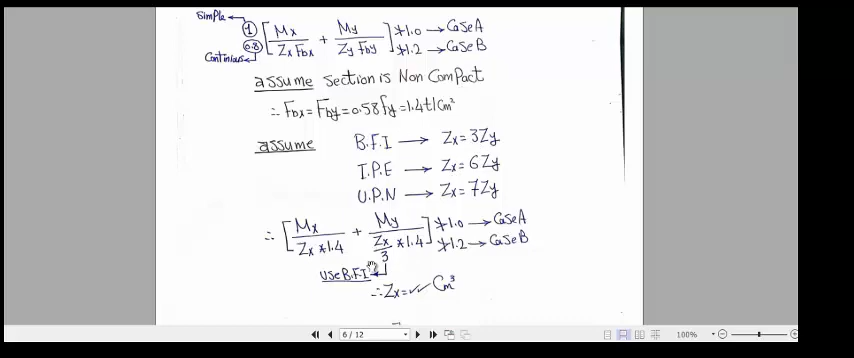 Simple
1 [ Mx / Zx Fbx + My / Zy Fby ] *1.0 → Case A
0.8 *1.2 → Case B
Continious
assume section is Non Compact
∴ Fbx = Fby = 0.58 fy = 1.4 t/cm²
assume B.F.I → Zx = 3Zy
I.P.E → Zx = 6Zy
U.P.N → Zx = 7Zy
∴ [ Mx / Zx *1.4 + My / Zx/3 *1.4 ] *1.0 → Case A
*1.2 → Case B
use B.F.I
∴ Zx = ✓✓ Cm³
6 / 12
100%